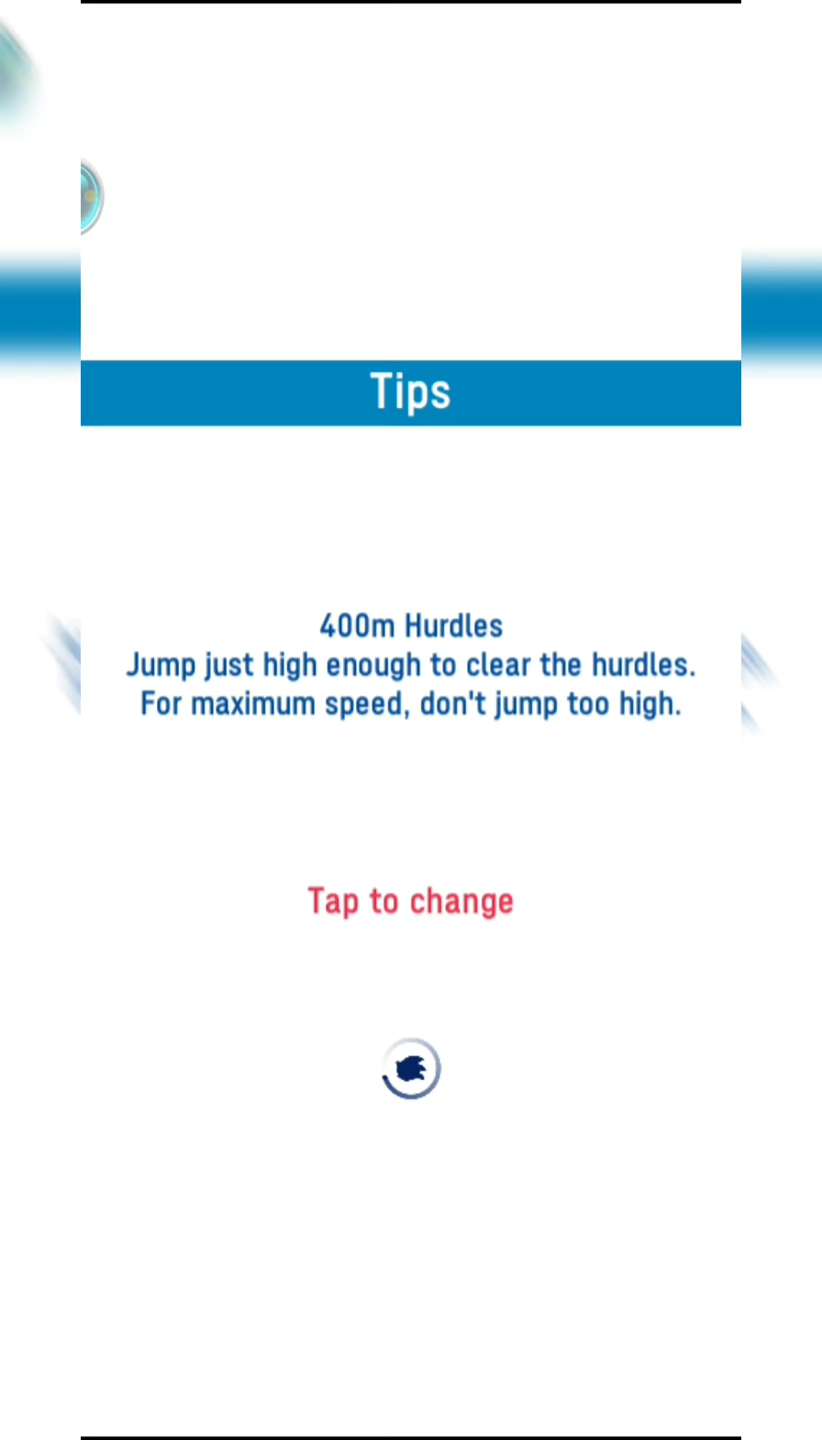 Tips
400m Hurdles
Jump just high enough to clear the hurdles.
For maximum speed, don't jump too high.
Tap to change